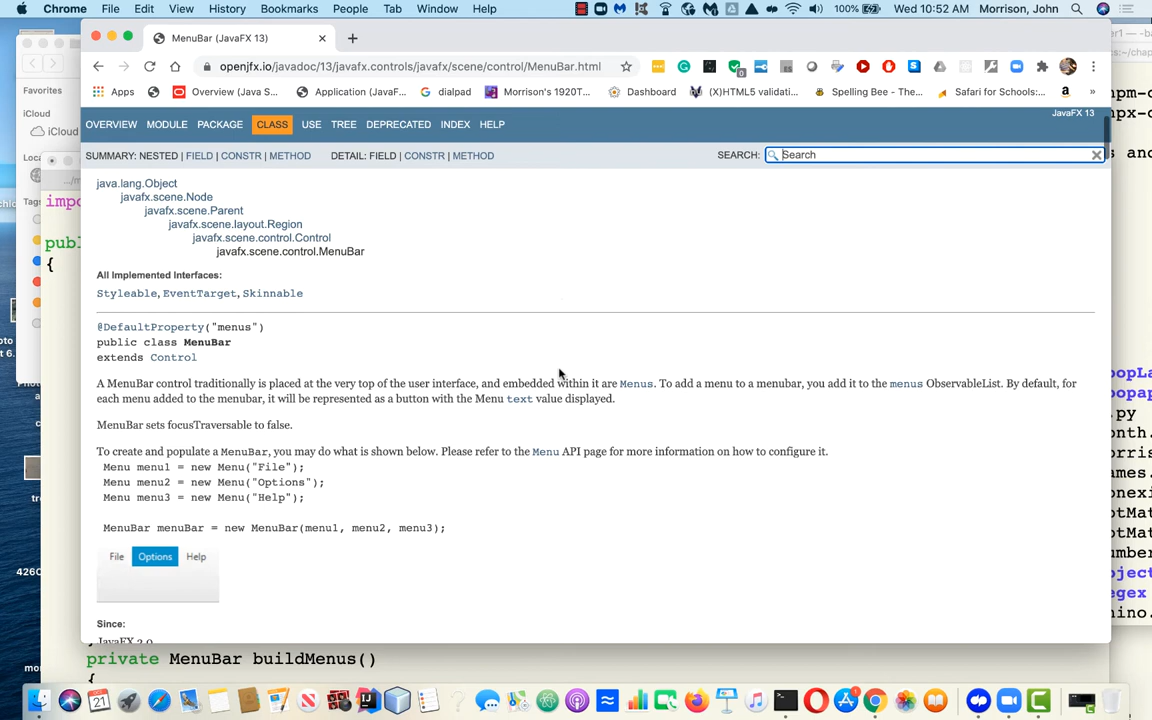 Chrome File Edit View History Bookmarks People Tab Window Help 100% Wed 10:52 AM Morrison, John
MenuBar (JavaFX 13)
openjfx.io/javadoc/13/javafx.controls/javafx/scene/control/MenuBar.html
Apps Overview (Java S... Application (JavaF... dialpad Morrison's 1920T... Dashboard (X)HTML5 validati... Spelling Bee - The... Safari for Schools:... »
OVERVIEW MODULE PACKAGE CLASS USE TREE DEPRECATED INDEX HELP JavaFX 13
SUMMARY: NESTED | FIELD | CONSTR | METHOD DETAIL: FIELD | CONSTR | METHOD SEARCH: Search
java.lang.Object
javafx.scene.Node
javafx.scene.Parent
javafx.scene.layout.Region
javafx.scene.control.Control
javafx.scene.control.MenuBar
All Implemented Interfaces:
Styleable, EventTarget, Skinnable
@DefaultProperty("menus")
public class MenuBar
extends Control
A MenuBar control traditionally is placed at the very top of the user interface, and embedded within it are Menus. To add a menu to a menubar, you add it to the menus ObservableList. By default, for
each menu added to the menubar, it will be represented as a button with the Menu text value displayed.
MenuBar sets focusTraversable to false.
To create and populate a MenuBar, you may do what is shown below. Please refer to the Menu API page for more information on how to configure it.
Menu menu1 = new Menu("File");
Menu menu2 = new Menu("Options");
Menu menu3 = new Menu("Help");
MenuBar menuBar = new MenuBar(menu1, menu2, menu3);
File Options Help
Since:
JavaFX 2.0
private MenuBar buildMenus()
{
Favorites
iCloud
iCloud
Loca
Tags
impo
publ
{